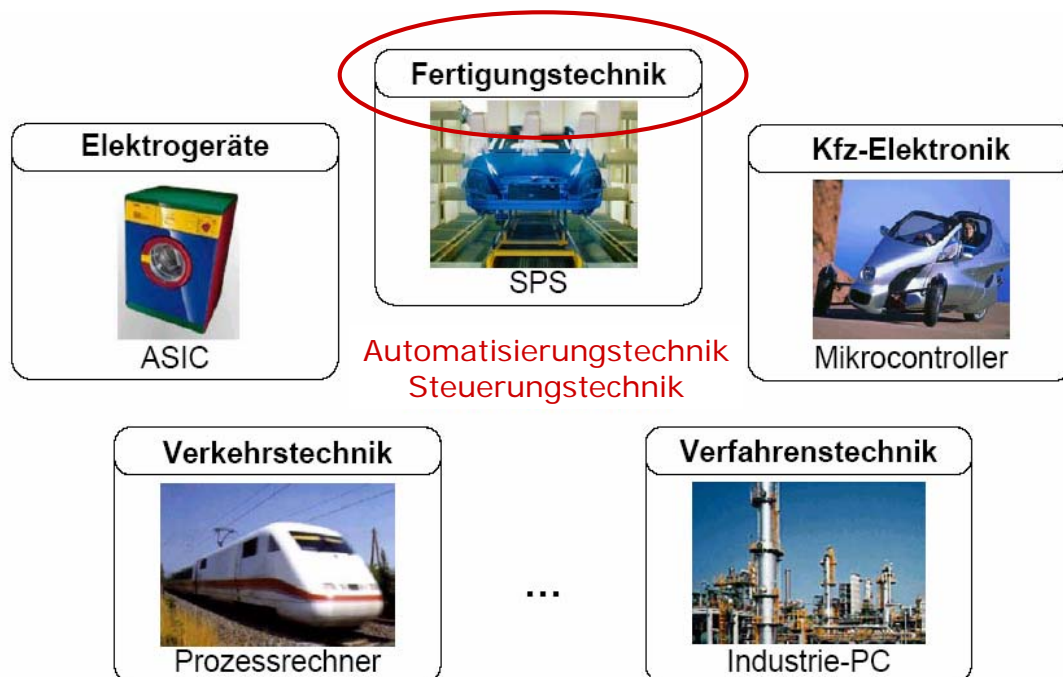 Fertigungstechnik
SPS
Elektrogeräte
ASIC
Kfz-Elektronik
Mikrocontroller
Automatisierungstechnik
Steuerungstechnik
Verkehrstechnik
Prozessrechner
...
Verfahrenstechnik
Industrie-PC